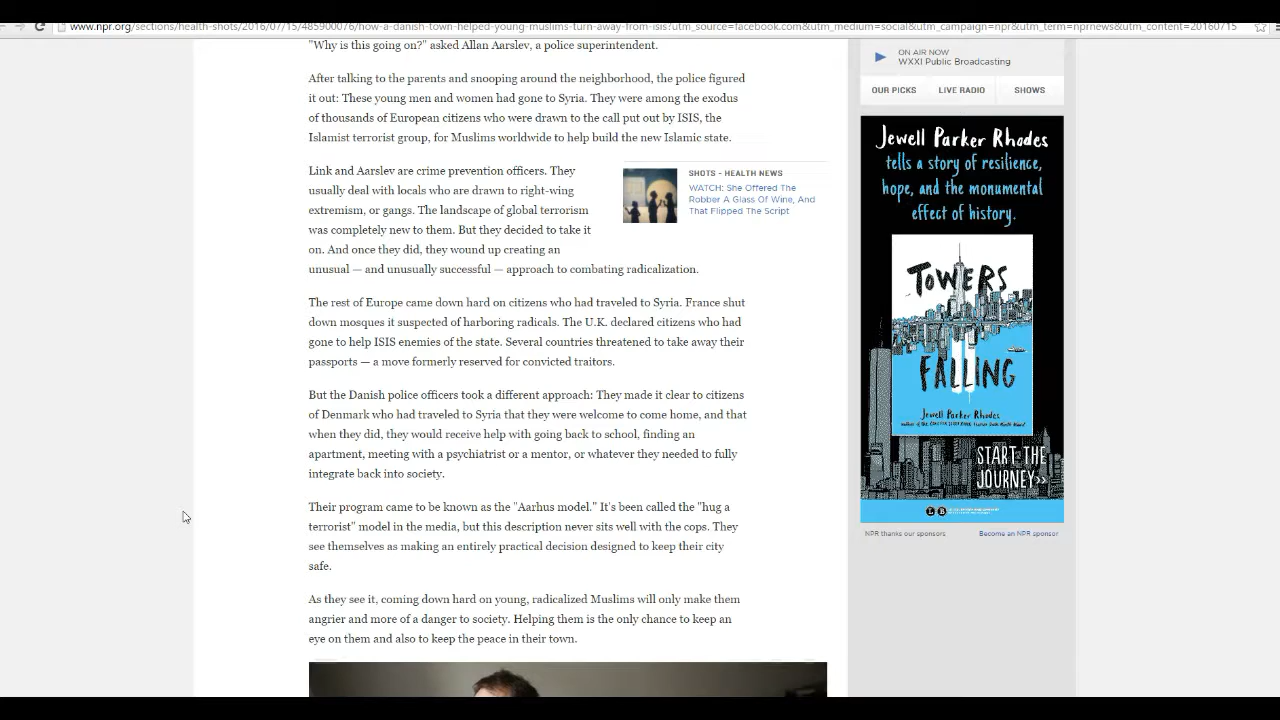 www.npr.org/sections/health-shots/2016/07/15/485900076/how-a-danish-town-helped-young-muslims-turn-away-from-isis?utm_source=facebook.com&utm_medium=social&utm_campaign=npr&utm_term=nprnews&utm_content=20160715
"Why is this going on?" asked Allan Aarslev, a police superintendent.
After talking to the parents and snooping around the neighborhood, the police figured
it out: These young men and women had gone to Syria. They were among the exodus
of thousands of European citizens who were drawn to the call put out by ISIS, the
Islamist terrorist group, for Muslims worldwide to help build the new Islamic state.
Link and Aarslev are crime prevention officers. They
usually deal with locals who are drawn to right-wing
extremism, or gangs. The landscape of global terrorism
was completely new to them. But they decided to take it
on. And once they did, they wound up creating an
unusual — and unusually successful — approach to combating radicalization.
SHOTS - HEALTH NEWS
WATCH: She Offered The
Robber A Glass Of Wine, And
That Flipped The Script
The rest of Europe came down hard on citizens who had traveled to Syria. France shut
down mosques it suspected of harboring radicals. The U.K. declared citizens who had
gone to help ISIS enemies of the state. Several countries threatened to take away their
passports — a move formerly reserved for convicted traitors.
But the Danish police officers took a different approach: They made it clear to citizens
of Denmark who had traveled to Syria that they were welcome to come home, and that
when they did, they would receive help with going back to school, finding an
apartment, meeting with a psychiatrist or a mentor, or whatever they needed to fully
integrate back into society.
Their program came to be known as the "Aarhus model." It's been called the "hug a
terrorist" model in the media, but this description never sits well with the cops. They
see themselves as making an entirely practical decision designed to keep their city
safe.
As they see it, coming down hard on young, radicalized Muslims will only make them
angrier and more of a danger to society. Helping them is the only chance to keep an
eye on them and also to keep the peace in their town.
ON AIR NOW
WXXI Public Broadcasting
OUR PICKS LIVE RADIO SHOWS
Jewell Parker Rhodes
tells a story of resilience,
hope, and the monumental
effect of history.
TOWERS
FALLING
Jewell Parker Rhodes
START THE
JOURNEY>>
LB
NPR thanks our sponsors Become an NPR sponsor